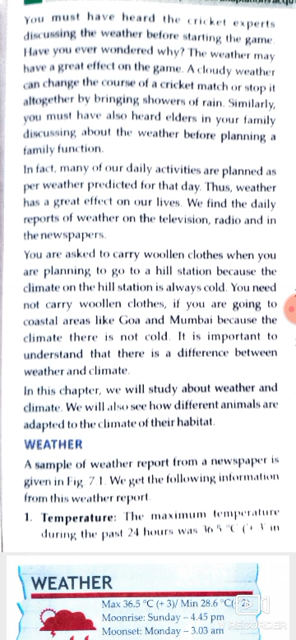 You must have heard the cricket experts
discussing the weather before starting the game.
Have you ever wondered why? The weather may
have a great effect on the game. A cloudy weather
can change the course of a cricket match or stop it
altogether by bringing showers of rain. Similarly,
you must have also heard elders in your family
discussing about the weather before planning a
family function.
In fact, many of our daily activities are planned as
per weather predicted for that day. Thus, weather
has a great effect on our lives. We find the daily
reports of weather on the television, radio and in
the newspapers.
You are asked to carry woollen clothes when you
are planning to go to a hill station because the
climate on the hill station is always cold. You need
not carry woollen clothes, if you are going to
coastal areas like Goa and Mumbai because the
climate there is not cold. It is important to
understand that there is a difference between
weather and climate.
In this chapter, we will study about weather and
climate. We will also see how different animals are
adapted to the climate of their habitat.
WEATHER
A sample of weather report from a newspaper is
given in Fig. 7.1. We get the following information
from this weather report.
1. Temperature: The maximum temperature
during the past 24 hours was 36.5 °C (+ 3 in
WEATHER
Max 36.5 °C (+ 3)/ Min 28.6 °C
Moonrise: Sunday – 4.45 pm
RECORDER
Moonset: Monday – 3.03 am